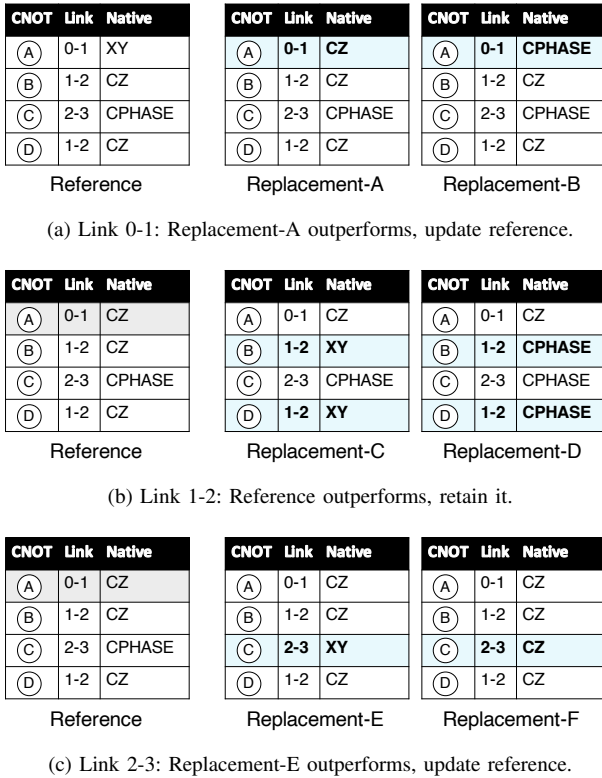 CNOT Link Native
A 0-1 XY
B 1-2 CZ
C 2-3 CPHASE
D 1-2 CZ
Reference
CNOT Link Native
A 0-1 CZ
B 1-2 CZ
C 2-3 CPHASE
D 1-2 CZ
Replacement-A
CNOT Link Native
A 0-1 CPHASE
B 1-2 CZ
C 2-3 CPHASE
D 1-2 CZ
Replacement-B
(a) Link 0-1: Replacement-A outperforms, update reference.
CNOT Link Native
A 0-1 CZ
B 1-2 CZ
C 2-3 CPHASE
D 1-2 CZ
Reference
CNOT Link Native
A 0-1 CZ
B 1-2 XY
C 2-3 CPHASE
D 1-2 XY
Replacement-C
CNOT Link Native
A 0-1 CZ
B 1-2 CPHASE
C 2-3 CPHASE
D 1-2 CPHASE
Replacement-D
(b) Link 1-2: Reference outperforms, retain it.
CNOT Link Native
A 0-1 CZ
B 1-2 CZ
C 2-3 CPHASE
D 1-2 CZ
Reference
CNOT Link Native
A 0-1 CZ
B 1-2 CZ
C 2-3 XY
D 1-2 CZ
Replacement-E
CNOT Link Native
A 0-1 CZ
B 1-2 CZ
C 2-3 CZ
D 1-2 CZ
Replacement-F
(c) Link 2-3: Replacement-E outperforms, update reference.